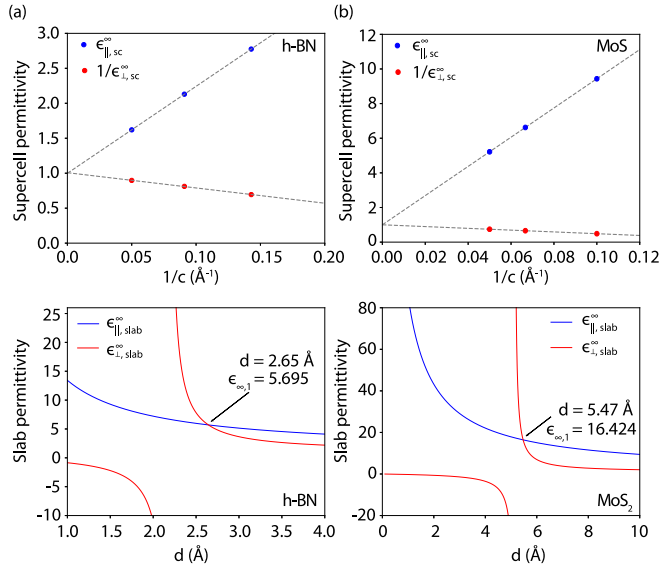 (a)
3.0
2.5
2.0
1.5
1.0
0.5
0.0
Supercell permittivity
ϵ∞∥, sc
1/ϵ∞⊥, sc
h-BN
0.0 0.05 0.10 0.15 0.20
1/c (Å⁻¹)
(b)
12
10
8
6
4
2
0
Supercell permittivity
ϵ∞∥, sc
1/ϵ∞⊥, sc
MoS
0.00 0.02 0.04 0.06 0.08 0.10 0.12
1/c (Å⁻¹)
25
20
15
10
5
0
-5
-10
Slab permittivity
ϵ∞∥, slab
ϵ∞⊥, slab
d = 2.65 Å
ϵ∞,1 = 5.695
h-BN
1.0 1.5 2.0 2.5 3.0 3.5 4.0
d (Å)
80
60
40
20
0
-20
Slab permittivity
ϵ∞∥, slab
ϵ∞⊥, slab
d = 5.47 Å
ϵ∞,1 = 16.424
MoS₂
0 2 4 6 8 10
d (Å)